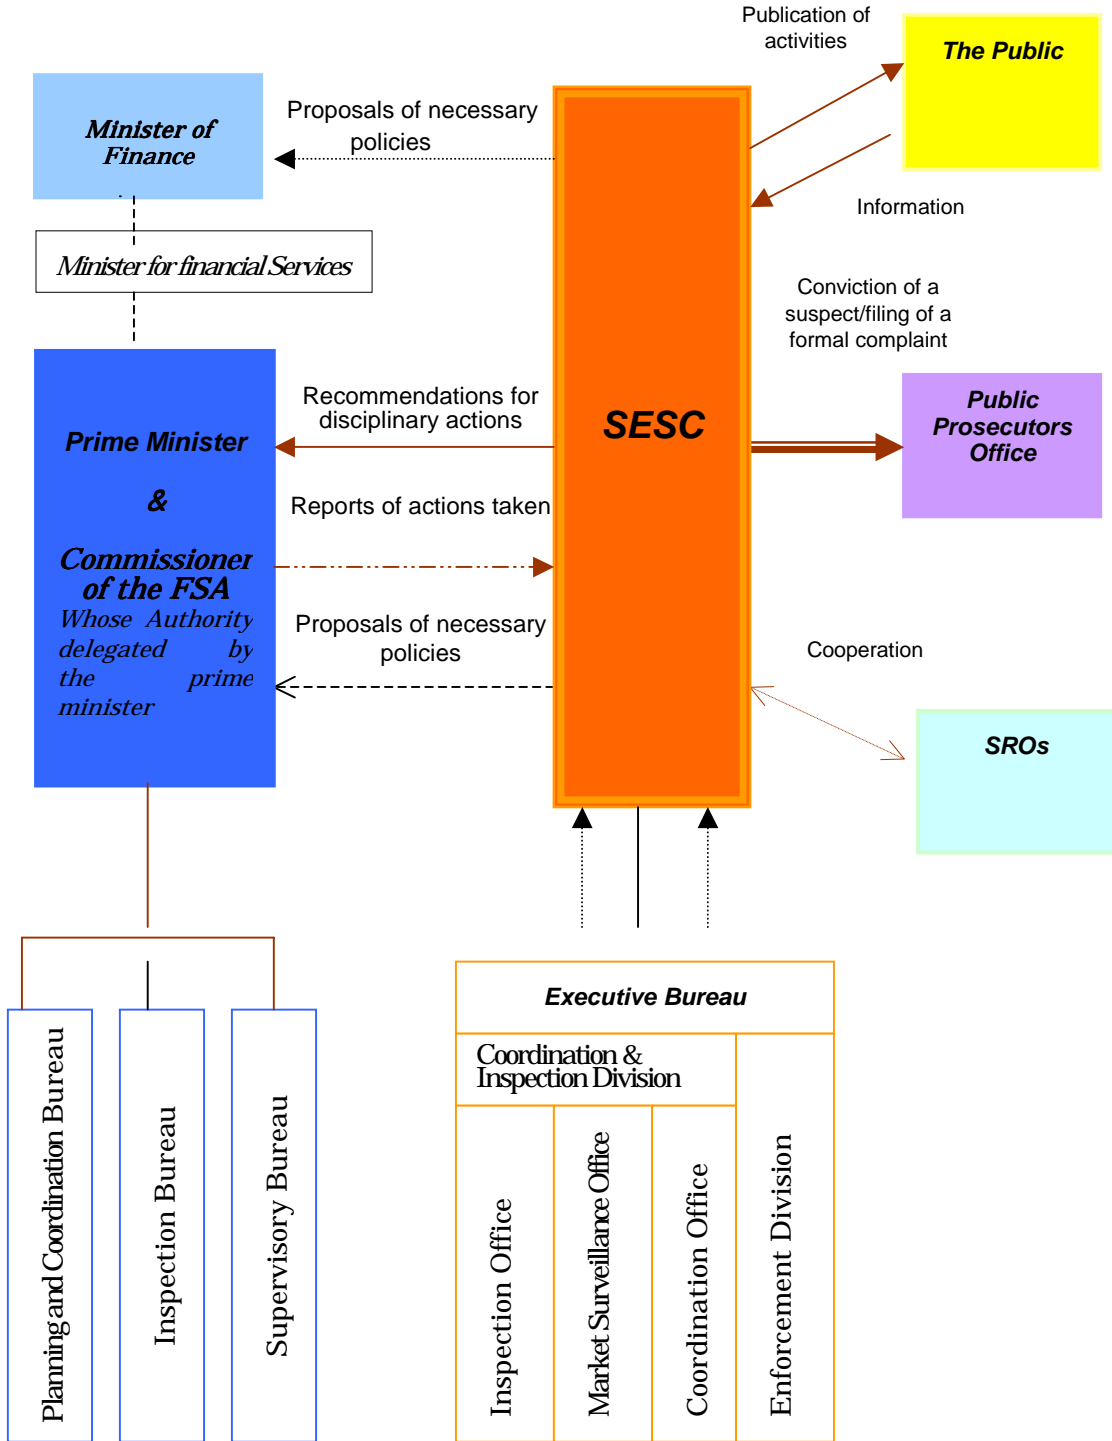 Publication of
activities
The Public
Minister of
Finance
Proposals of necessary
policies
Information
Minister for financial Services
Conviction of a
suspect/filing of a
formal complaint
Recommendations for
disciplinary actions
SESC
Public
Prosecutors
Office
Prime Minister
&
Commissioner
of the FSA
Whose Authority
delegated by
the prime
minister
Reports of actions taken
Proposals of necessary
policies
Cooperation
SROs
Executive Bureau
Coordination &
Inspection Division
Planning and Coordination Bureau
Inspection Bureau
Supervisory Bureau
Inspection Office
Market Surveillance Office
Coordination Office
Enforcement Division